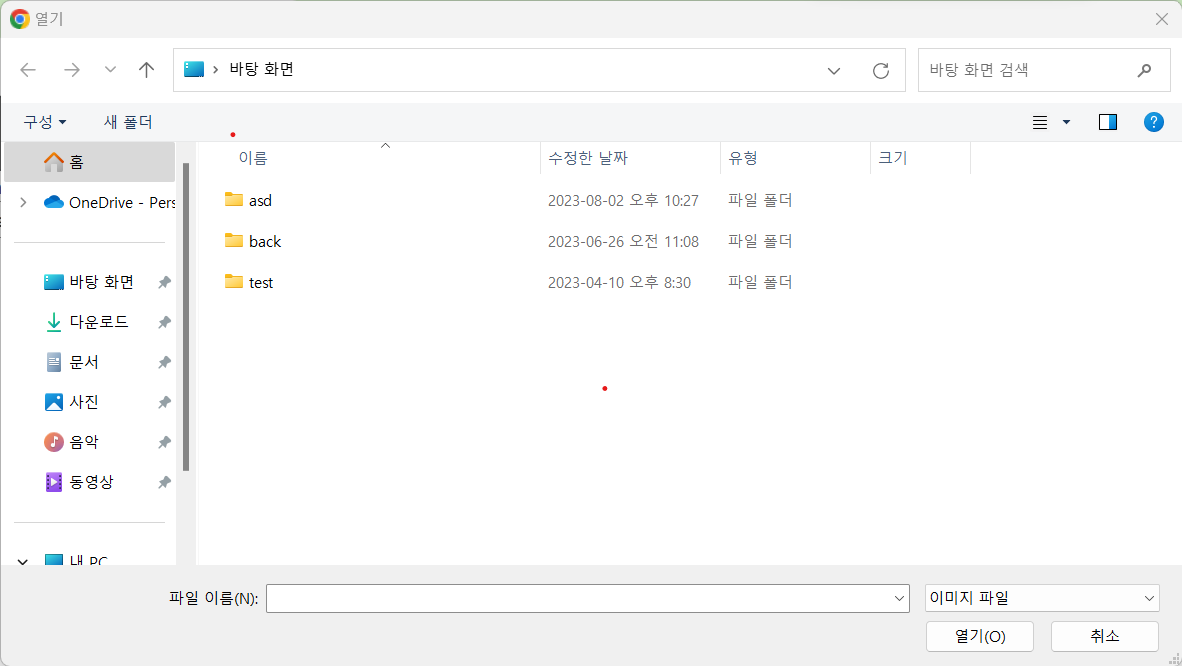 열기
바탕 화면
바탕 화면 검색
구성
새 폴더
?
홈
OneDrive - Pers
바탕 화면
다운로드
문서
사진
음악
동영상
내 PC
이름 수정한 날짜 유형 크기
asd 2023-08-02 오후 10:27 파일 폴더
back 2023-06-26 오전 11:08 파일 폴더
test 2023-04-10 오후 8:30 파일 폴더
파일 이름(N):
이미지 파일
열기(O)
취소